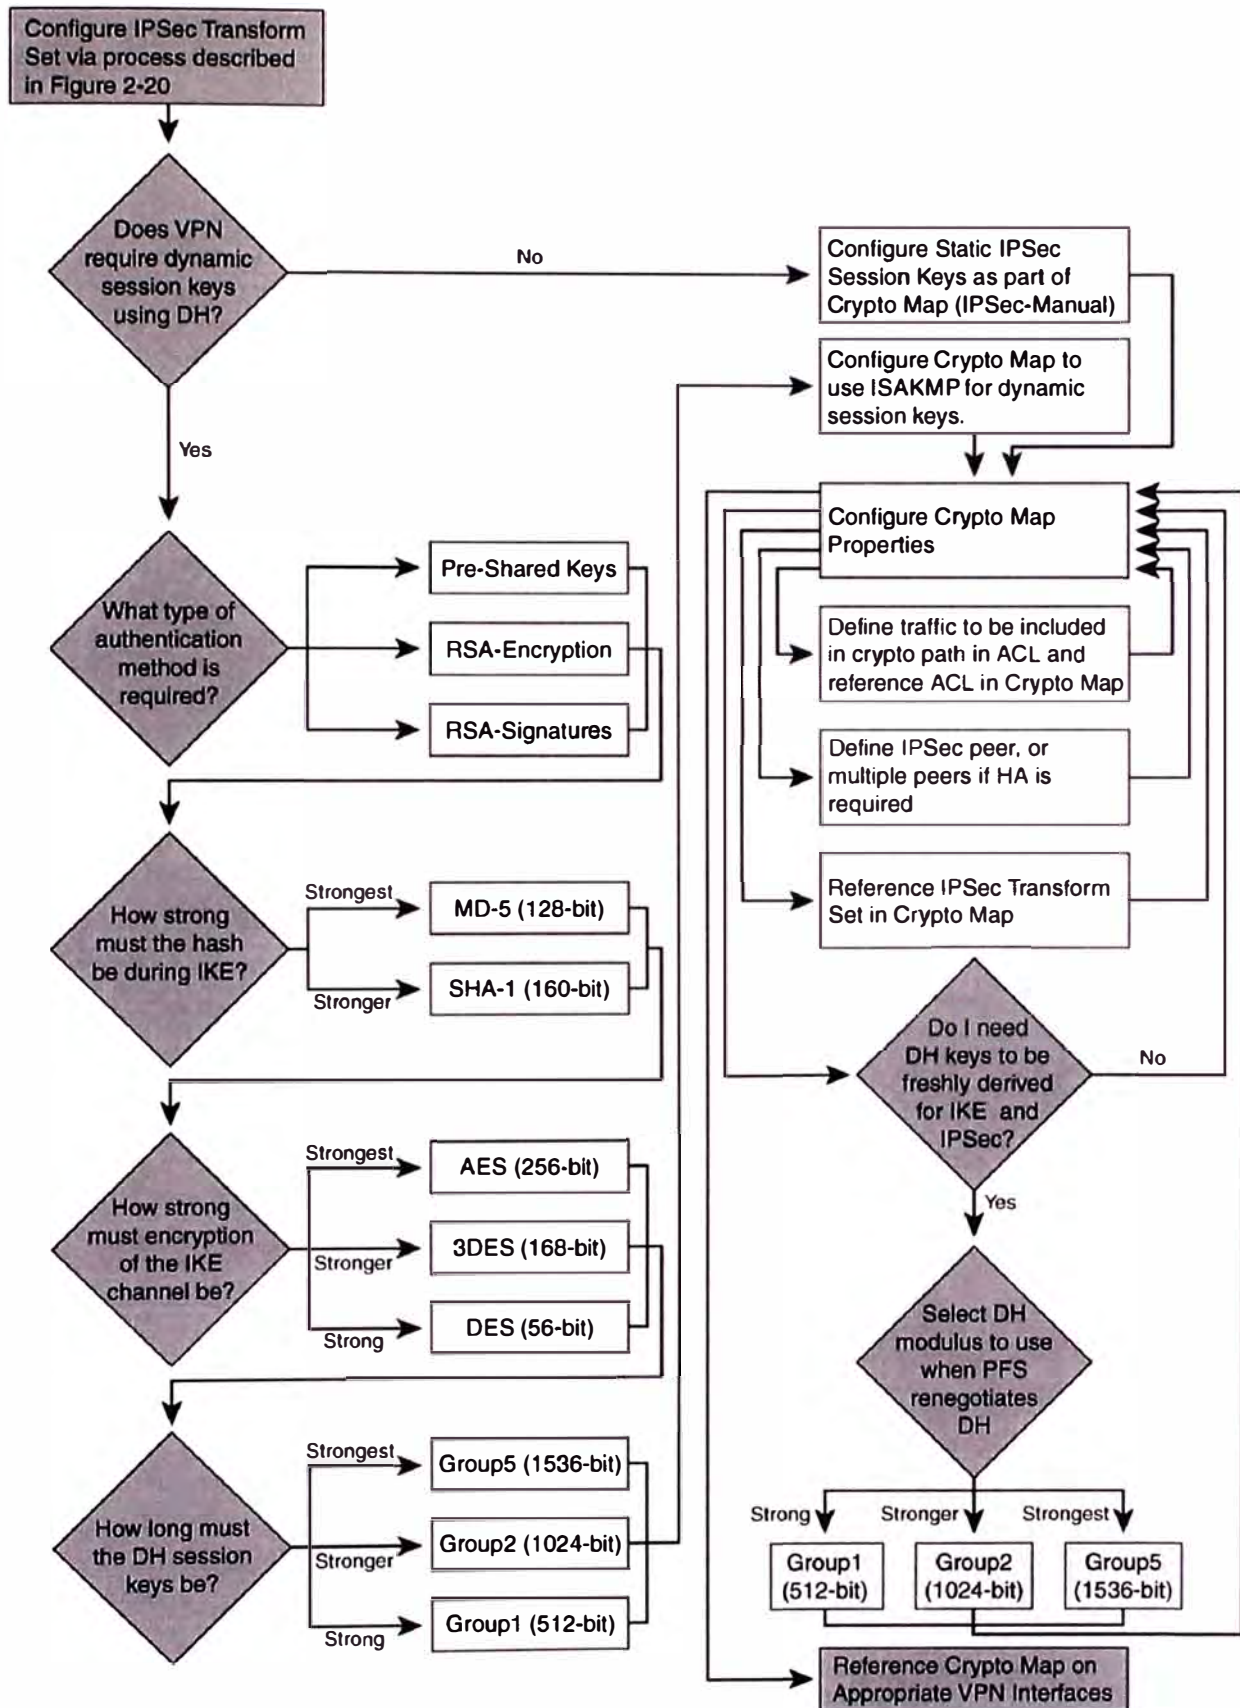 Configure IPSec Transform
Set via process described
in Figure 2-20
Does VPN
require dynamic
session keys
using DH?
No
Yes
Configure Static IPSec
Session Keys as part of
Crypto Map (IPSec-Manual)
Configure Crypto Map to
use ISAKMP for dynamic
session keys.
Configure Crypto Map
Properties
Define traffic to be included
in crypto path in ACL and
reference ACL in Crypto Map
Define IPSec peer, or
multiple peers if HA is
required
Reference IPSec Transform
Set in Crypto Map
What type of
authentication
method is
required?
Pre-Shared Keys
RSA-Encryption
RSA-Signatures
How strong
must the hash
be during IKE?
Strongest
MD-5 (128-bit)
Stronger
SHA-1 (160-bit)
How strong
must encryption
of the IKE
channel be?
Strongest
AES (256-bit)
Stronger
3DES (168-bit)
Strong
DES (56-bit)
How long must
the DH session
keys be?
Strongest
Group5 (1536-bit)
Stronger
Group2 (1024-bit)
Strong
Group1 (512-bit)
Do I need
DH keys to be
freshly derived
for IKE and
IPSec?
No
Yes
Select DH
modulus to use
when PFS
renegotiates
DH
Strong
Stronger
Strongest
Group1
(512-bit)
Group2
(1024-bit)
Group5
(1536-bit)
Reference Crypto Map on
Appropriate VPN Interfaces